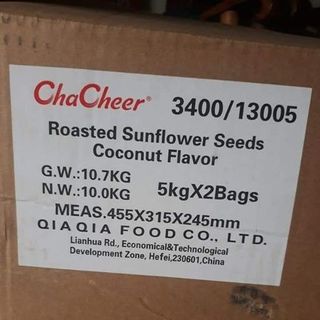 ChaCheer® 3400/13005
Roasted Sunflower Seeds
Coconut Flavor
G.W.:10.7KG
N.W.:10.0KG 5kgX2Bags
MEAS.455X315X245mm
QIAQIA FOOD CO., LTD.
Lianhua Rd., Economical&Technological
Development Zone, Hefei,230601,China